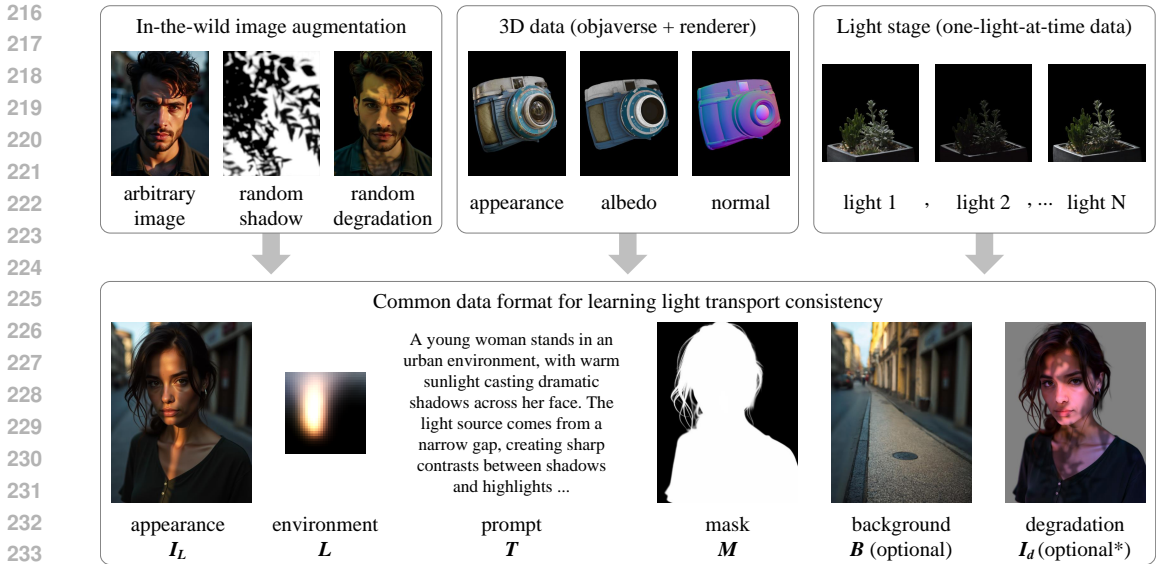 216
217
218
219
220
221
222
223
224
225
226
227
228
229
230
231
232
233
In-the-wild image augmentation
arbitrary image
random shadow
random degradation
3D data (objaverse + renderer)
appearance
albedo
normal
Light stage (one-light-at-time data)
light 1 , light 2 , ... light N
Common data format for learning light transport consistency
A young woman stands in an
urban environment, with warm
sunlight casting dramatic
shadows across her face. The
light source comes from a
narrow gap, creating sharp
contrasts between shadows
and highlights ...
appearance
I_L
environment
L
prompt
T
mask
M
background
B (optional)
degradation
I_d (optional*)